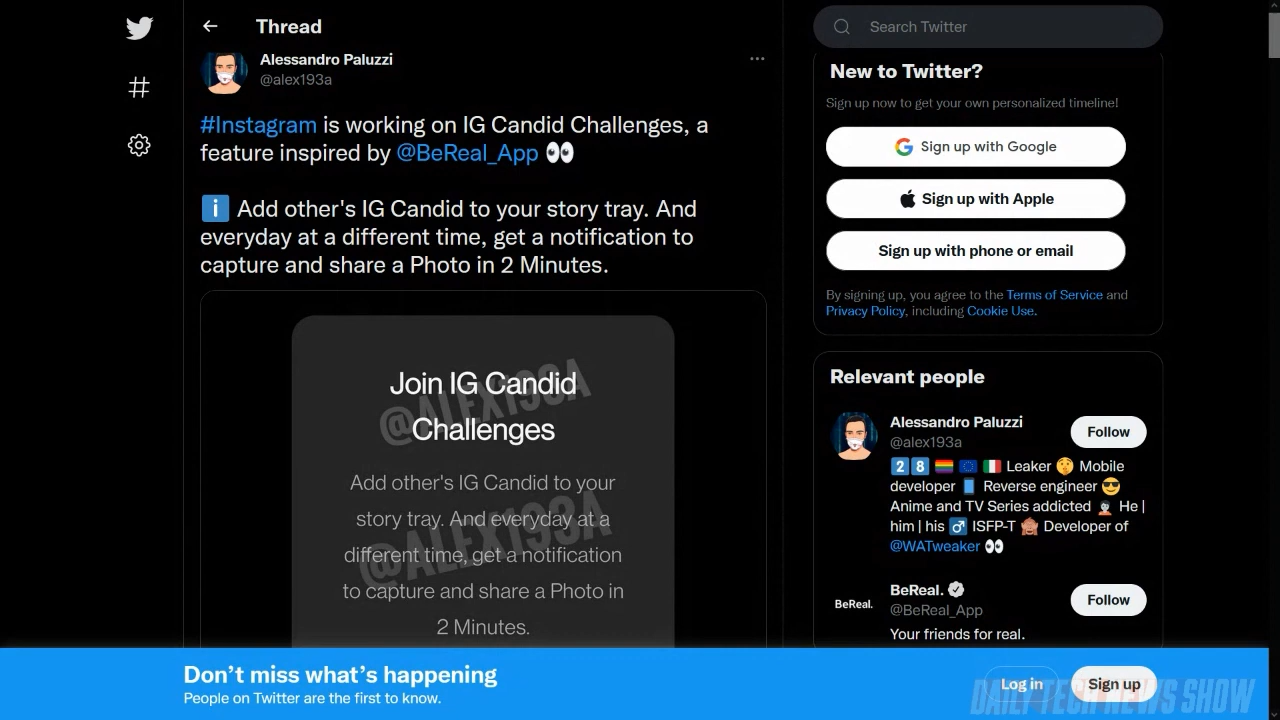 Thread
Search Twitter
Alessandro Paluzzi
@alex193a
#Instagram is working on IG Candid Challenges, a
feature inspired by @BeReal_App 👀
ℹ️ Add other's IG Candid to your story tray. And
everyday at a different time, get a notification to
capture and share a Photo in 2 Minutes.
Join IG Candid
Challenges
@ALEX193A
Add other's IG Candid to your
story tray. And everyday at a
different time, get a notification
to capture and share a Photo in
2 Minutes.
@ALEX193A
New to Twitter?
Sign up now to get your own personalized timeline!
Sign up with Google
Sign up with Apple
Sign up with phone or email
By signing up, you agree to the Terms of Service and
Privacy Policy, including Cookie Use.
Relevant people
Alessandro Paluzzi
@alex193a
Follow
2️⃣8️⃣🏳️‍🌈🇪🇺🇮🇹 Leaker 🤫 Mobile
developer 📱 Reverse engineer 😎
Anime and TV Series addicted 🧝🏻‍♂️ He |
him | his ♂️ ISFP-T 🙈 Developer of
@WATweaker 👀
BeReal.
BeReal.
@BeReal_App
Follow
Your friends for real.
Don't miss what's happening
People on Twitter are the first to know.
Log in
Sign up
DAILY TECH NEWS SHOW